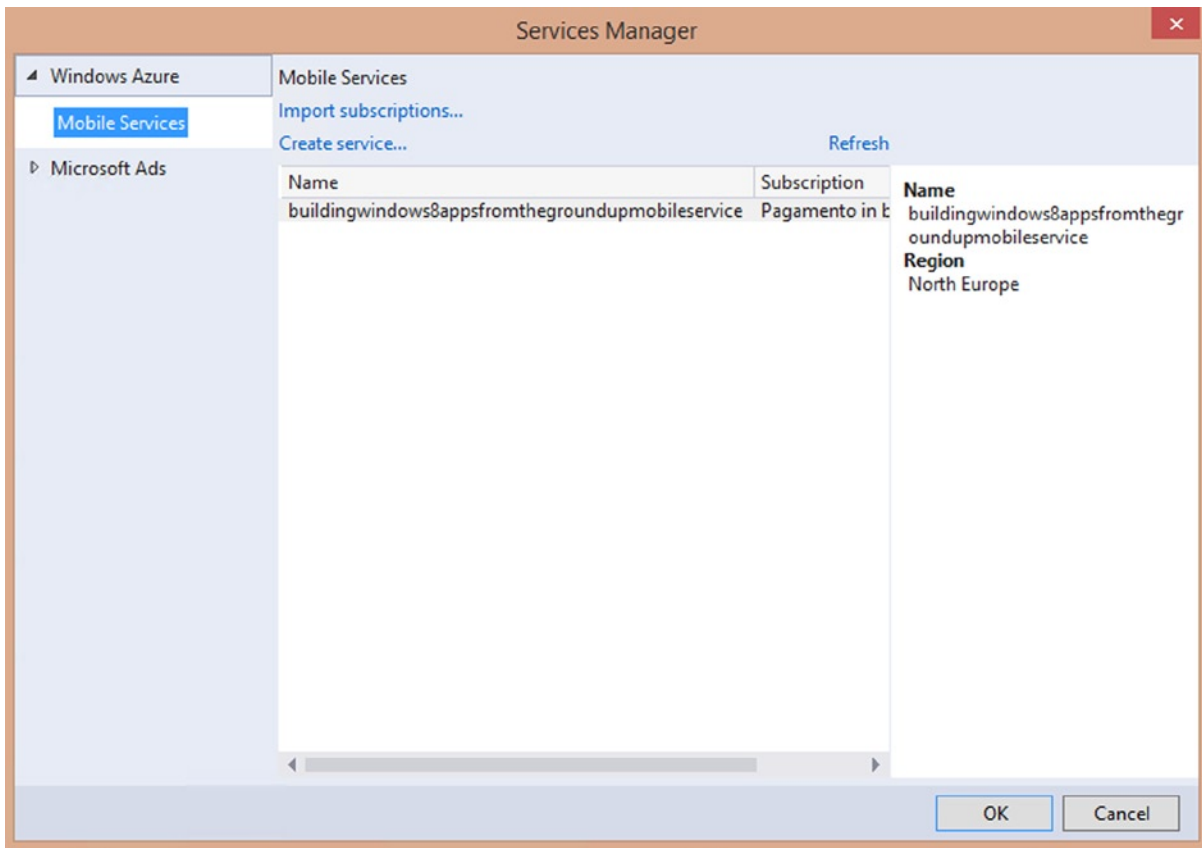 Services Manager
Windows Azure
Mobile Services
Microsoft Ads
Mobile Services
Import subscriptions...
Create service...
Refresh
Name Subscription
buildingwindows8appsfromthegroundupmobileservice Pagamento in
Name
buildingwindows8appsfromthegr
oundupmobileservice
Region
North Europe
OK
Cancel